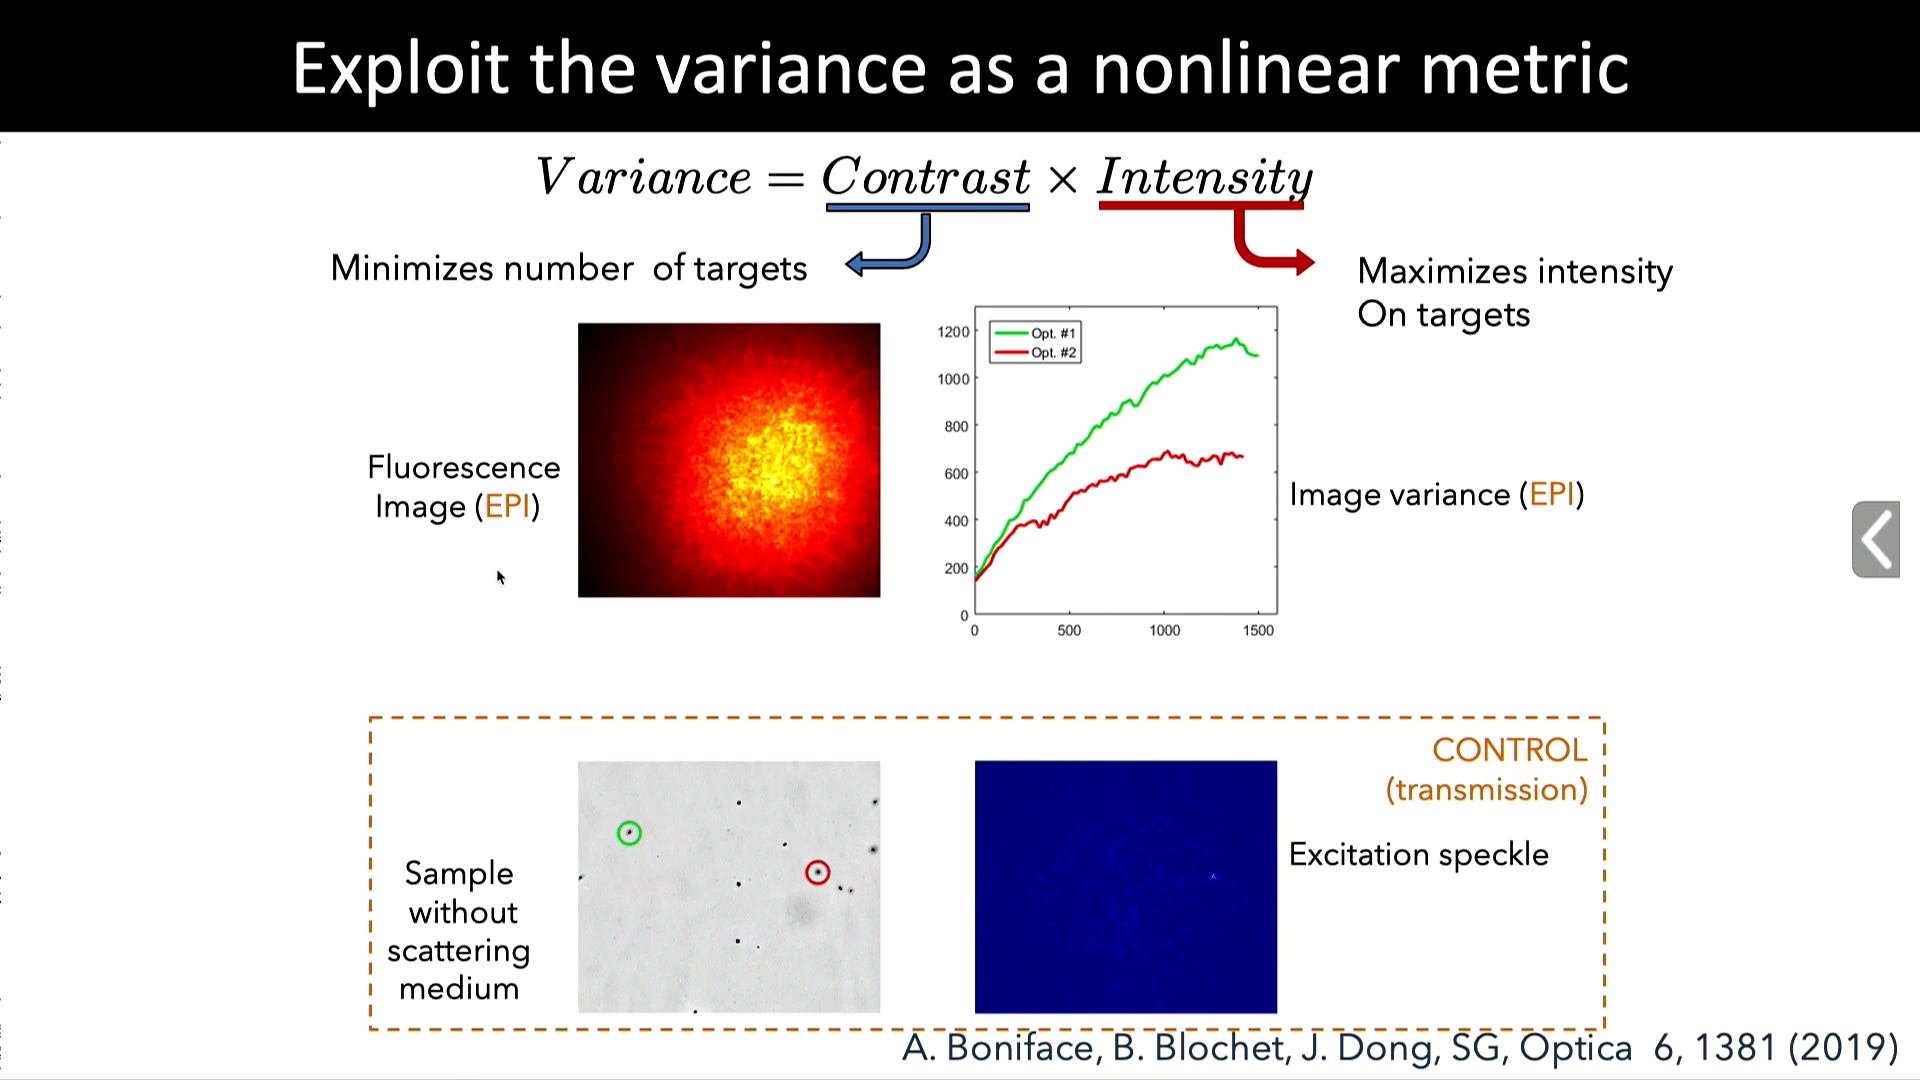 Exploit the variance as a nonlinear metric
Variance = Contrast × Intensity
Minimizes number of targets
Maximizes intensity
On targets
Fluorescence
Image (EPI)
1200
1000
800
600
400
200
0
0 500 1000 1500
Opt. #1
Opt. #2
Image variance (EPI)
CONTROL
(transmission)
Sample
without
scattering
medium
Excitation speckle
A. Boniface, B. Blochet, J. Dong, SG, Optica 6, 1381 (2019)